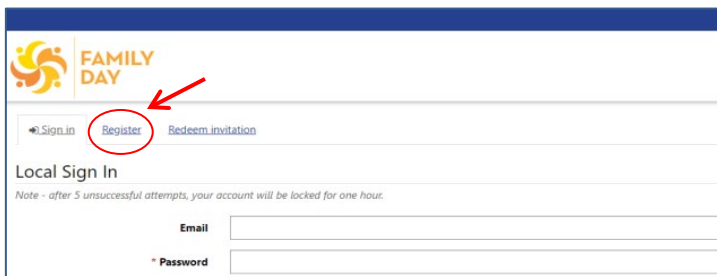 FAMILY
DAY
Sign in Register Redeem invitation
Local Sign In
Note - after 5 unsuccessful attempts, your account will be locked for one hour.
Email
* Password